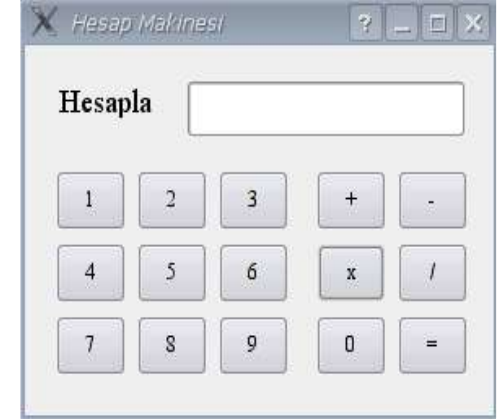 Hesap Makinesi ?
Hesapla
1 2 3 + -
4 5 6 x /
7 8 9 0 =